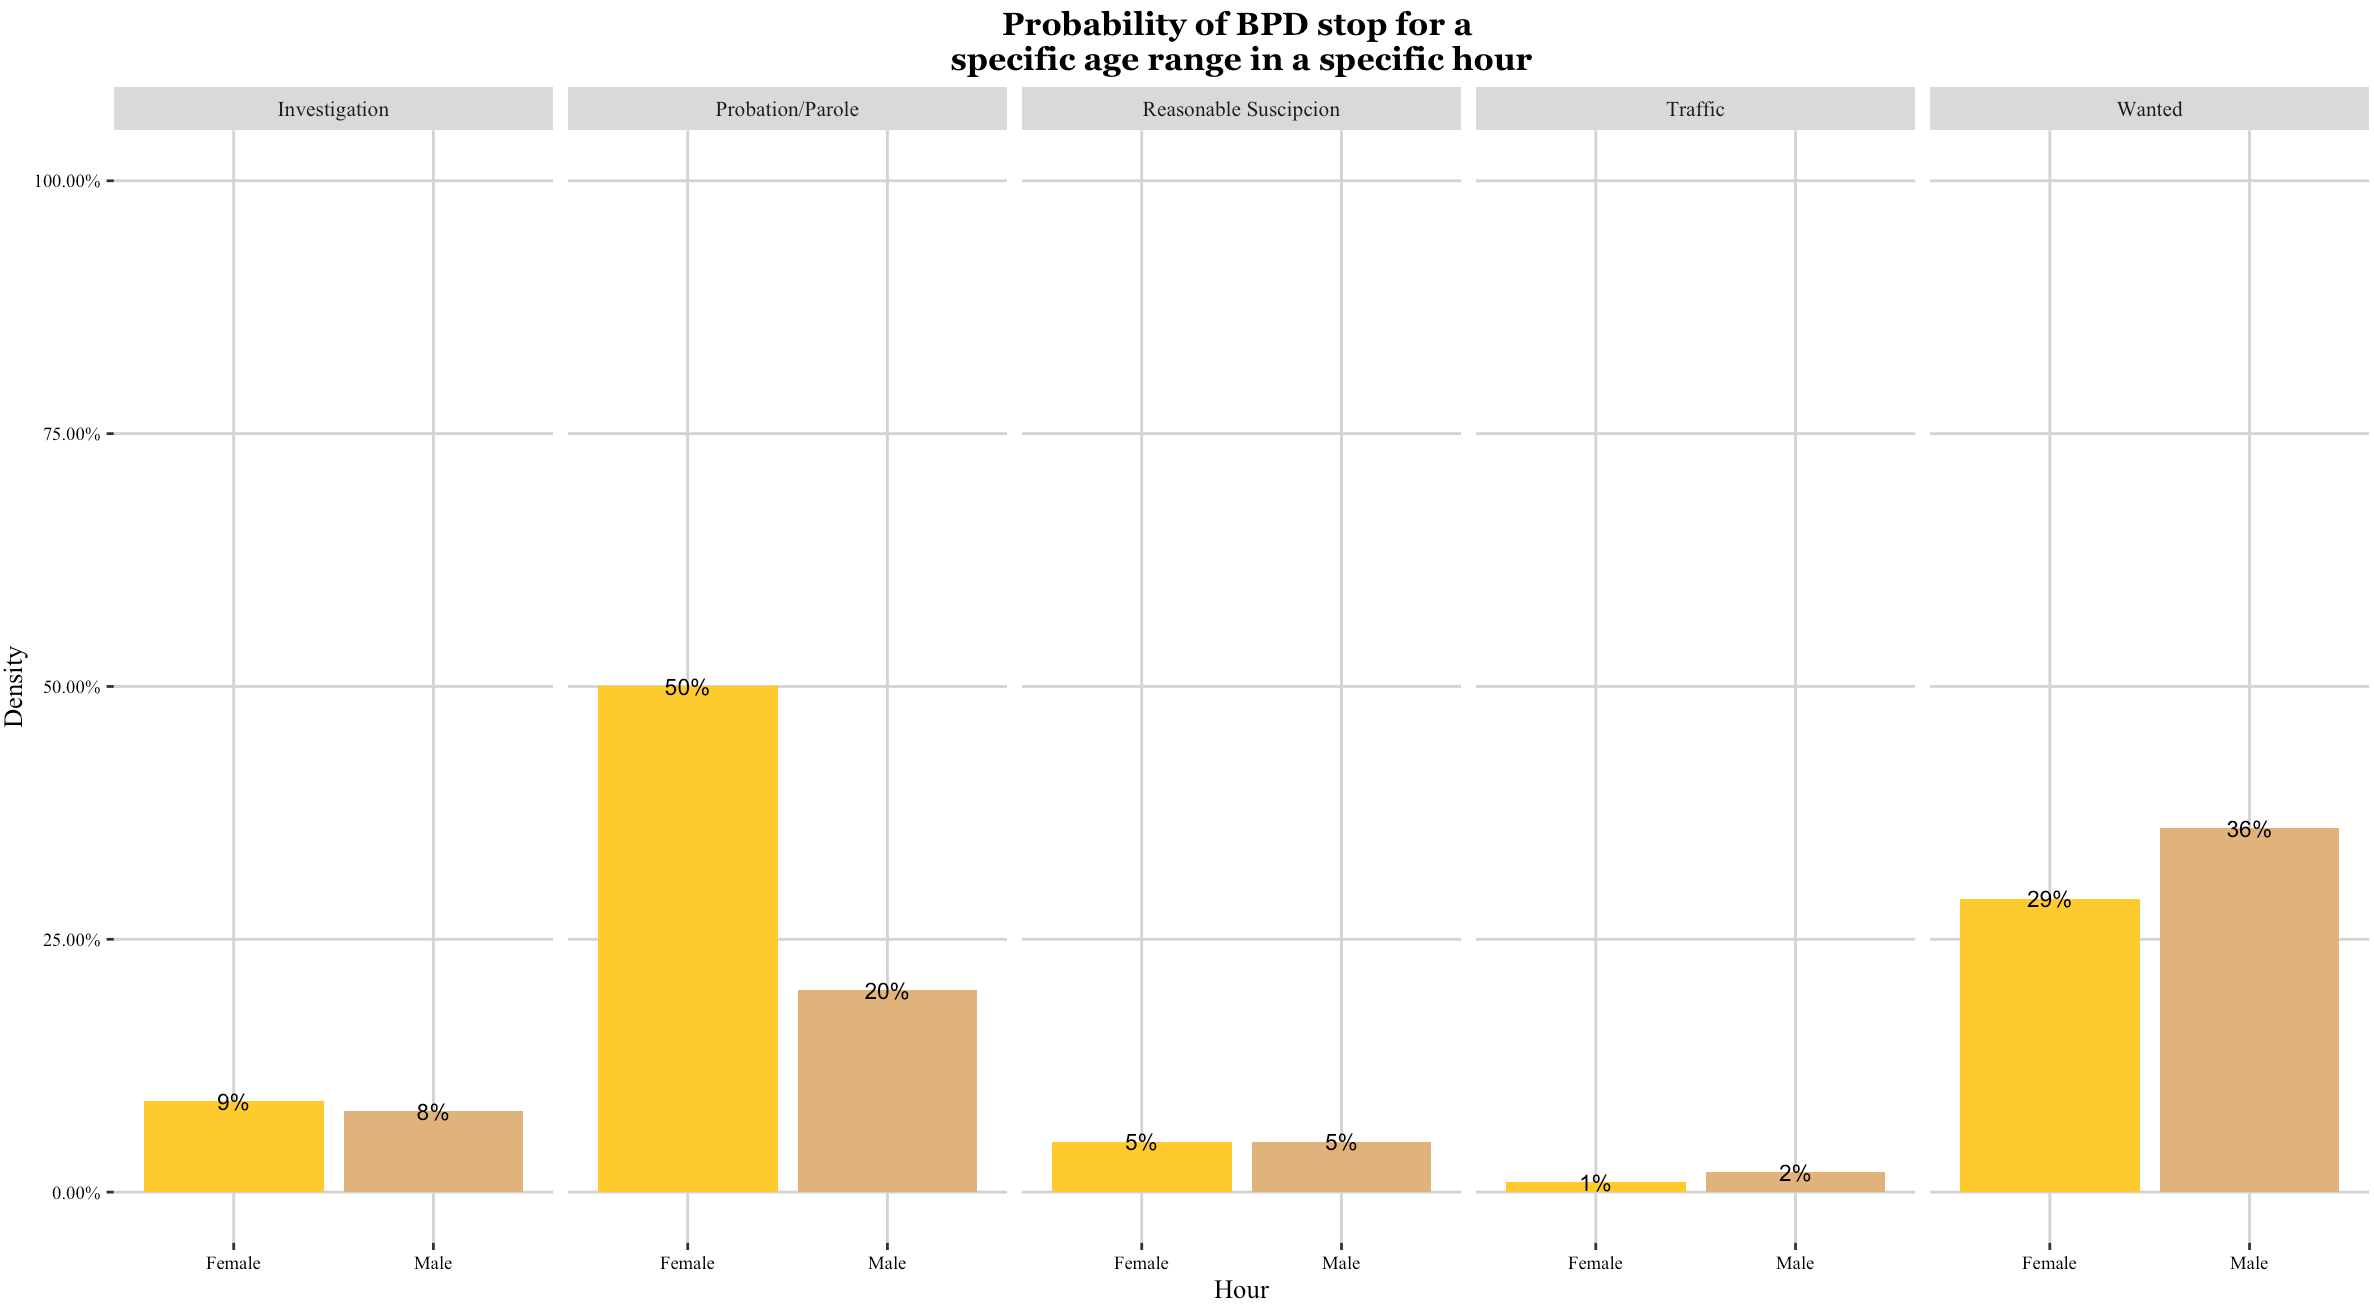 Probability of BPD stop for a
specific age range in a specific hour
Investigation
Probation/Parole
Reasonable Suscipcion
Traffic
Wanted
100.00%
75.00%
50.00%
25.00%
0.00%
Density
9%
8%
50%
20%
5%
5%
1%
2%
29%
36%
Female
Male
Female
Male
Female
Male
Female
Male
Female
Male
Hour